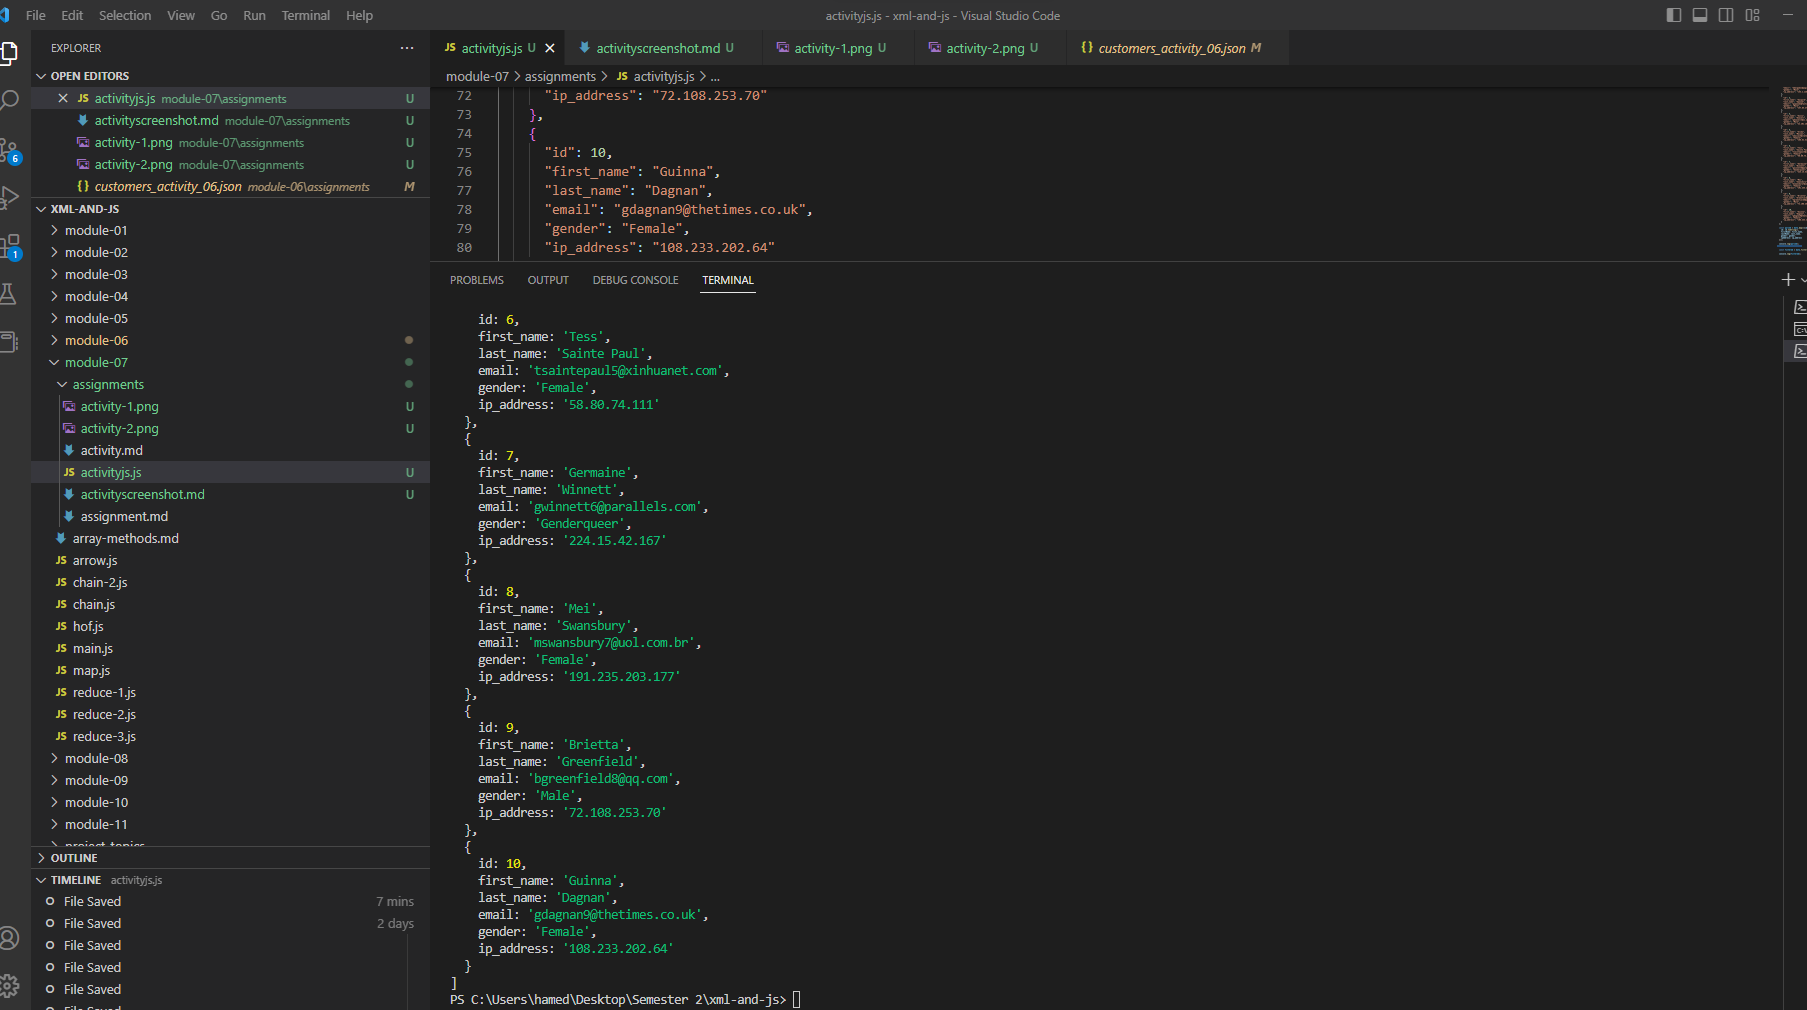 File Edit Selection View Go Run Terminal Help
activityjs.js - xml-and-js - Visual Studio Code
EXPLORER
OPEN EDITORS
JS activityjs.js module-07\assignments U
activityscreenshot.md module-07\assignments U
activity-1.png module-07\assignments U
activity-2.png module-07\assignments U
{} customers_activity_06.json module-06\assignments M
6
1
XML-AND-JS
module-01
module-02
module-03
module-04
module-05
module-06
module-07
assignments
activity-1.png U
activity-2.png U
activity.md
JS activityjs.js U
activityscreenshot.md U
assignment.md
array-methods.md
JS arrow.js
JS chain-2.js
JS chain.js
JS hof.js
JS main.js
JS map.js
JS reduce-1.js
JS reduce-2.js
JS reduce-3.js
module-08
module-09
module-10
module-11
project-topics
OUTLINE
TIMELINE activityjs.js
File Saved 7 mins
File Saved 2 days
File Saved
File Saved
File Saved
File Saved
JS activityjs.js U
activityscreenshot.md U
activity-1.png U
activity-2.png U
{} customers_activity_06.json M
module-07 > assignments > JS activityjs.js > ...
72 "ip_address": "72.108.253.70"
73 },
74 {
75 "id": 10,
76 "first_name": "Guinna",
77 "last_name": "Dagnan",
78 "email": "gdagnan9@thetimes.co.uk",
79 "gender": "Female",
80 "ip_address": "108.233.202.64"
PROBLEMS OUTPUT DEBUG CONSOLE TERMINAL
id: 6,
first_name: 'Tess',
last_name: 'Sainte Paul',
email: 'tsaintepaul5@xinhuanet.com',
gender: 'Female',
ip_address: '58.80.74.111'
},
{
id: 7,
first_name: 'Germaine',
last_name: 'Winnett',
email: 'gwinnett6@parallels.com',
gender: 'Genderqueer',
ip_address: '224.15.42.167'
},
{
id: 8,
first_name: 'Mei',
last_name: 'Swansbury',
email: 'mswansbury7@uol.com.br',
gender: 'Female',
ip_address: '191.235.203.177'
},
{
id: 9,
first_name: 'Brietta',
last_name: 'Greenfield',
email: 'bgreenfield8@qq.com',
gender: 'Male',
ip_address: '72.108.253.70'
},
{
id: 10,
first_name: 'Guinna',
last_name: 'Dagnan',
email: 'gdagnan9@thetimes.co.uk',
gender: 'Female',
ip_address: '108.233.202.64'
}
]
PS C:\Users\hamed\Desktop\Semester 2\xml-and-js>